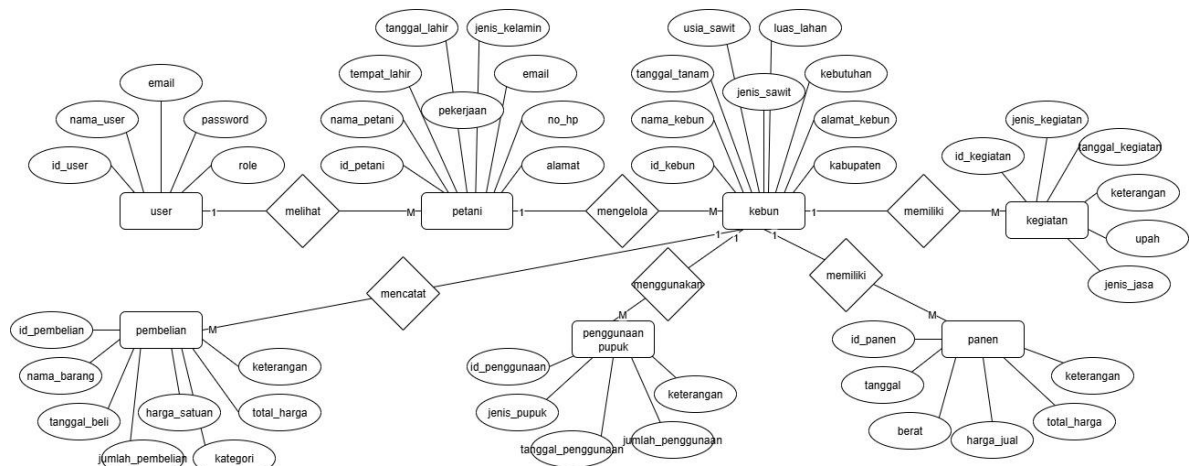 tanggal_lahir
jenis_kelamin
usia_sawit
luas_lahan
email
tempat_lahir
email
tanggal_tanam
kebutuhan
jenis_sawit
pekerjaan
nama_user
password
nama_petani
no_hp
nama_kebun
alamat_kebun
jenis_kegiatan
id_kegiatan
tanggal_kegiatan
id_user
role
id_petani
alamat
id_kebun
kabupaten
keterangan
user
1
melihat
M
petani
1
mengelola
M
kebun
1
memiliki
M
kegiatan
1
1
1
upah
mencatat
menggunakan
memiliki
jenis_jasa
M
M
M
id_pembelian
pembelian
penggunaan
pupuk
id_panen
panen
nama_barang
keterangan
id_penggunaan
keterangan
tanggal
keterangan
tanggal_beli
harga_satuan
total_harga
jenis_pupuk
total_harga
berat
harga_jual
jumlah_pembelian
kategori
tanggal_penggunaan
jumlah_penggunaan